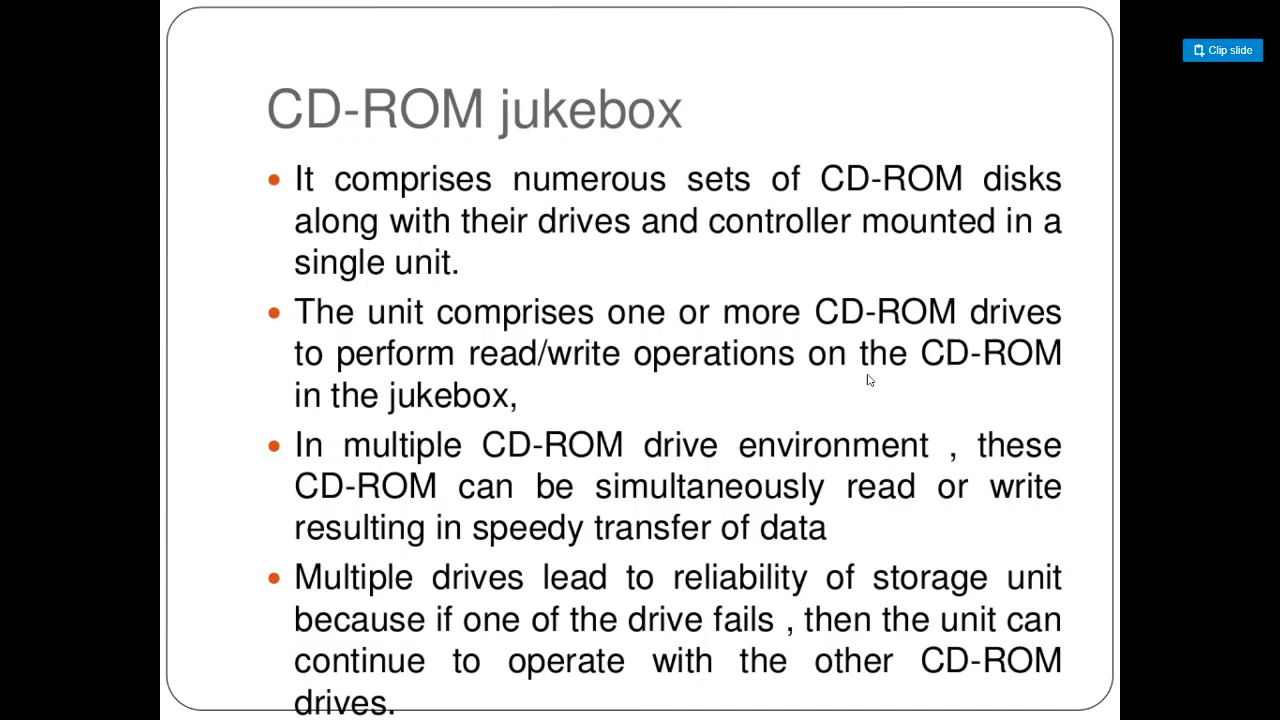 Clip slide
CD-ROM jukebox
• It comprises numerous sets of CD-ROM disks
along with their drives and controller mounted in a
single unit.
• The unit comprises one or more CD-ROM drives
to perform read/write operations on the CD-ROM
in the jukebox,
• In multiple CD-ROM drive environment , these
CD-ROM can be simultaneously read or write
resulting in speedy transfer of data
• Multiple drives lead to reliability of storage unit
because if one of the drive fails , then the unit can
continue to operate with the other CD-ROM
drives.